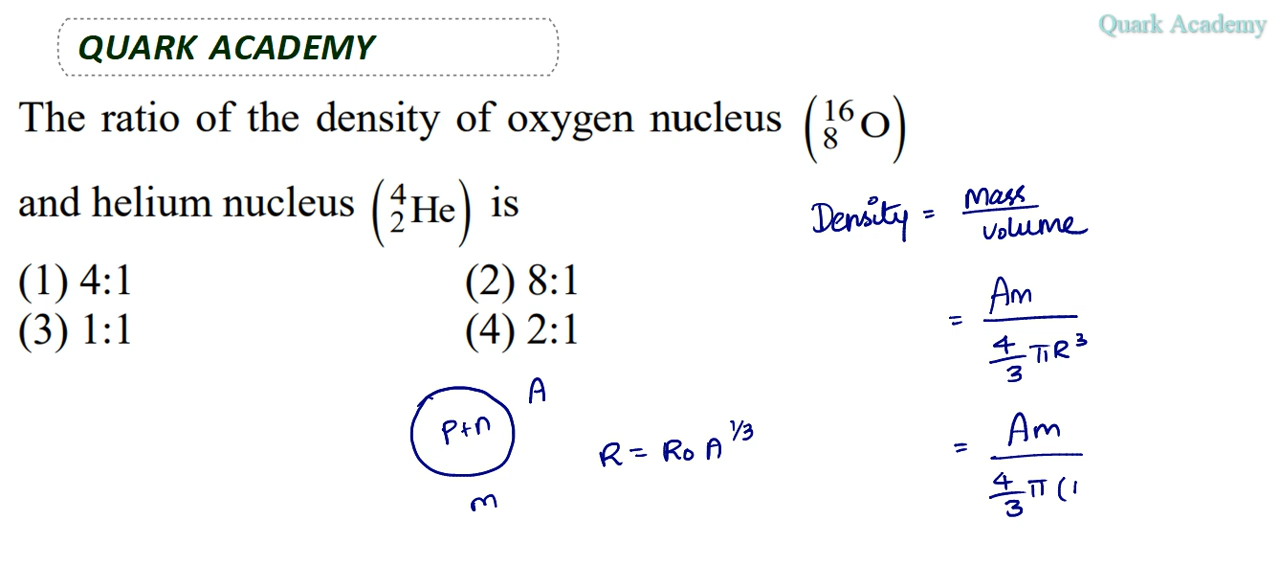 Quark Academy
QUARK ACADEMY
The ratio of the density of oxygen nucleus (¹⁶₈O)
and helium nucleus (⁴₂He) is
(1) 4:1 (2) 8:1
(3) 1:1 (4) 2:1
Density = Mass / Volume
= Am / 4/3 πR³
P+n A
m
R = R₀ A^1/3
= Am / 4/3 π (